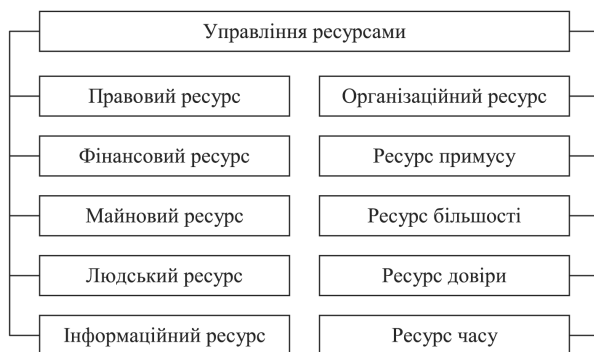 Управління ресурсами
Правовий ресурс
Організаційний ресурс
Фінансовий ресурс
Ресурс примусу
Майновий ресурс
Ресурс більшості
Людський ресурс
Ресурс довіри
Інформаційний ресурс
Ресурс часу